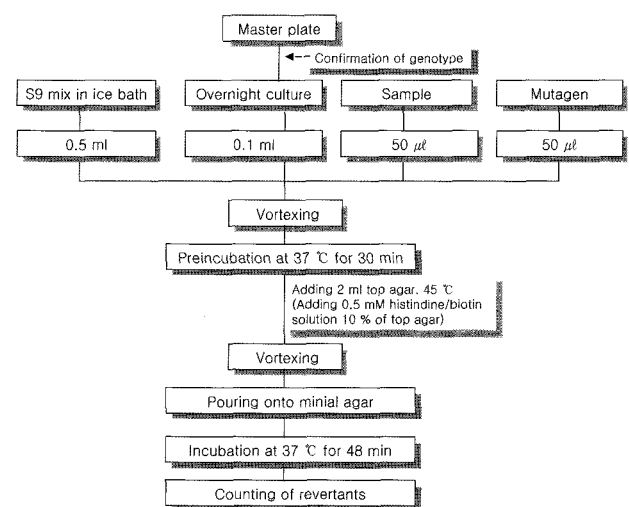 Master plate
Confirmation of genotype
S9 mix in ice bath
Overnight culture
Sample
Mutagen
0.5 ml
0.1 ml
50 μℓ
50 μℓ
Vortexing
Preincubation at 37 ℃ for 30 min
Adding 2 ml top agar. 45 ℃
(Adding 0.5 mM histindine/biotin
solution 10 % of top agar)
Vortexing
Pouring onto minial agar
Incubation at 37 ℃ for 48 min
Counting of revertants